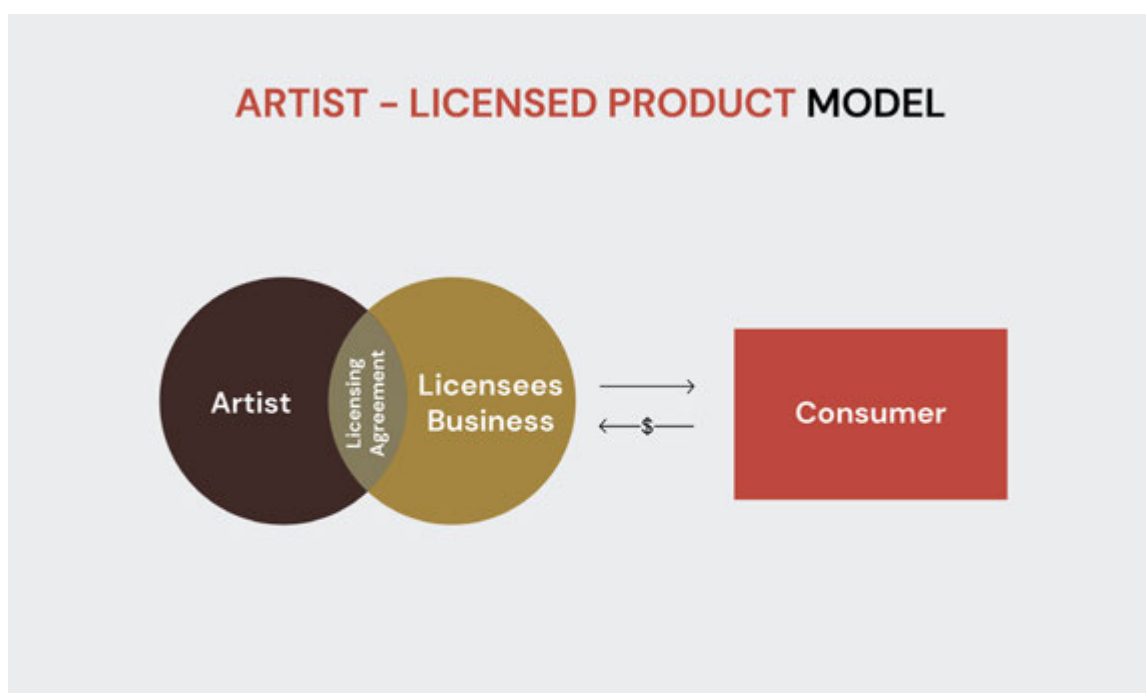 ARTIST – LICENSED PRODUCT MODEL
Artist
Licensing
Agreement
Licensees
Business
$
Consumer